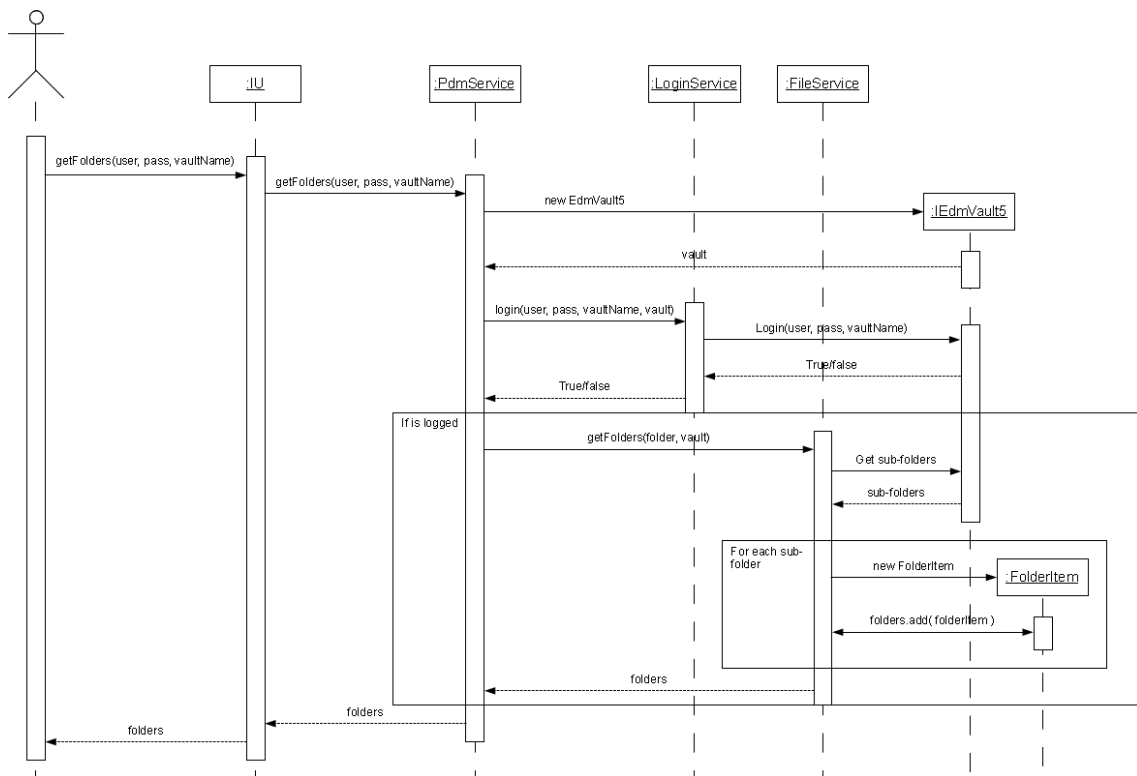 :IU
:PdmService
:LoginService
:FileService
getFolders(user, pass, vaultName)
getFolders(user, pass, vaultName)
new EdmVault5
:IEdmVault5
vault
login(user, pass, vaultName, vault)
Login(user, pass, vaultName)
True/false
True/false
If is logged
getFolders(folder, vault)
Get sub-folders
sub-folders
For each sub-
folder
new FolderItem
:FolderItem
folders.add( folderItem )
folders
folders
folders